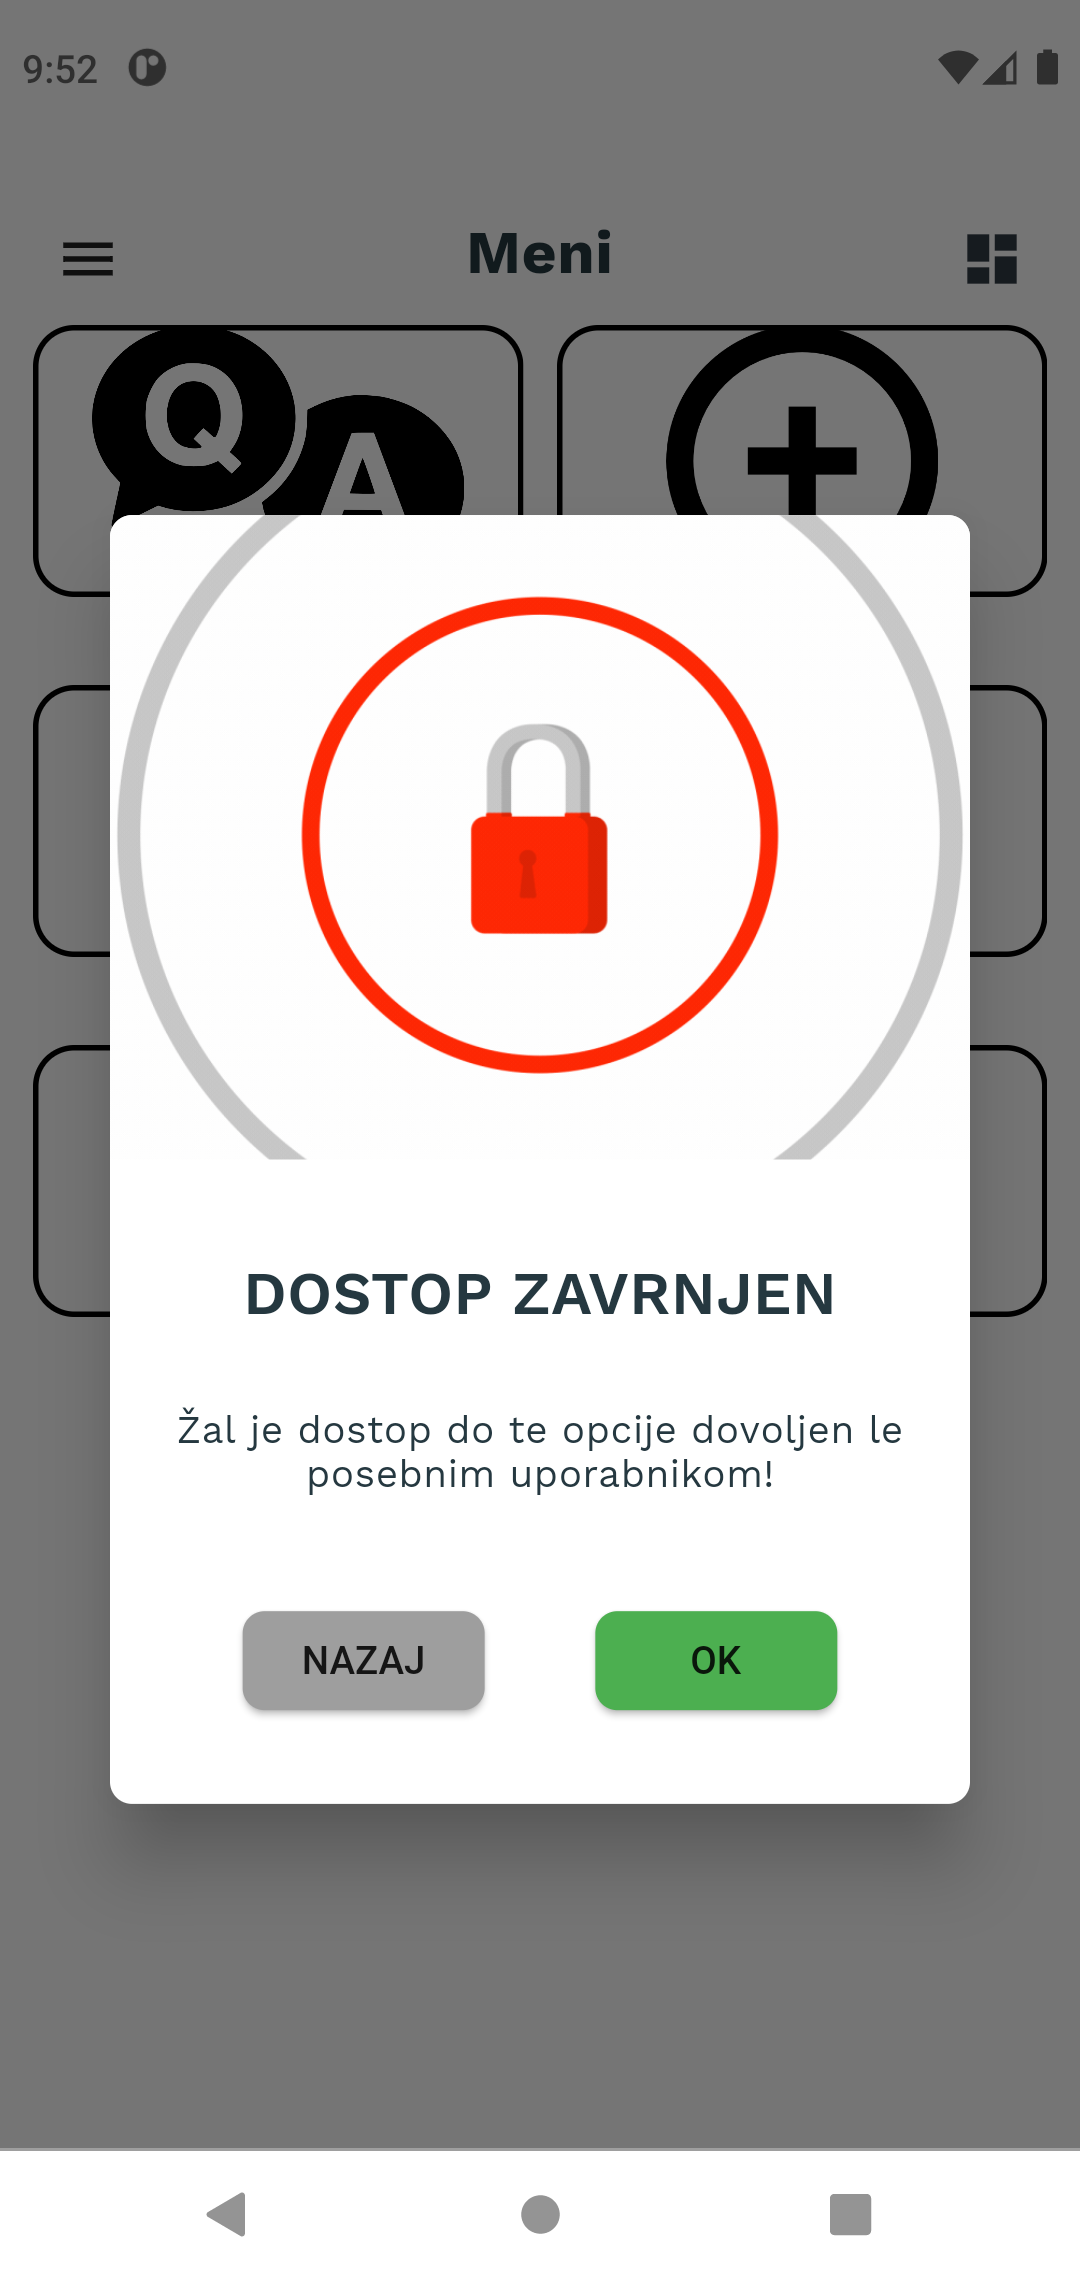 9:52
Meni
Q
A
DOSTOP ZAVRNJEN
Žal je dostop do te opcije dovoljen le
posebnim uporabnikom!
NAZAJ
OK